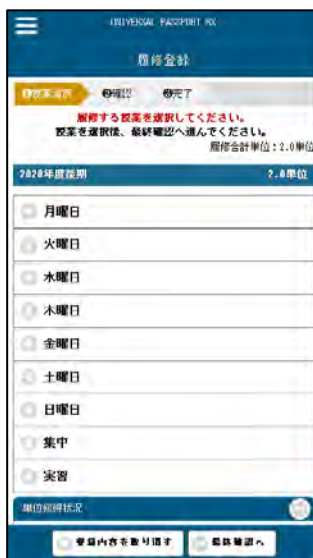 UNIVERSAL PASSPORT RX
履修登録
❶授業選択 ❷確認 ❸完了
履修する授業を選択してください。
授業を選択後、最終確認へ進んでください。
履修合計単位：2.0単位
2020年度後期 2.0単位
月曜日
火曜日
水曜日
木曜日
金曜日
土曜日
日曜日
集中
実習
単位修得状況
登録内容を取り消す 最終確認へ